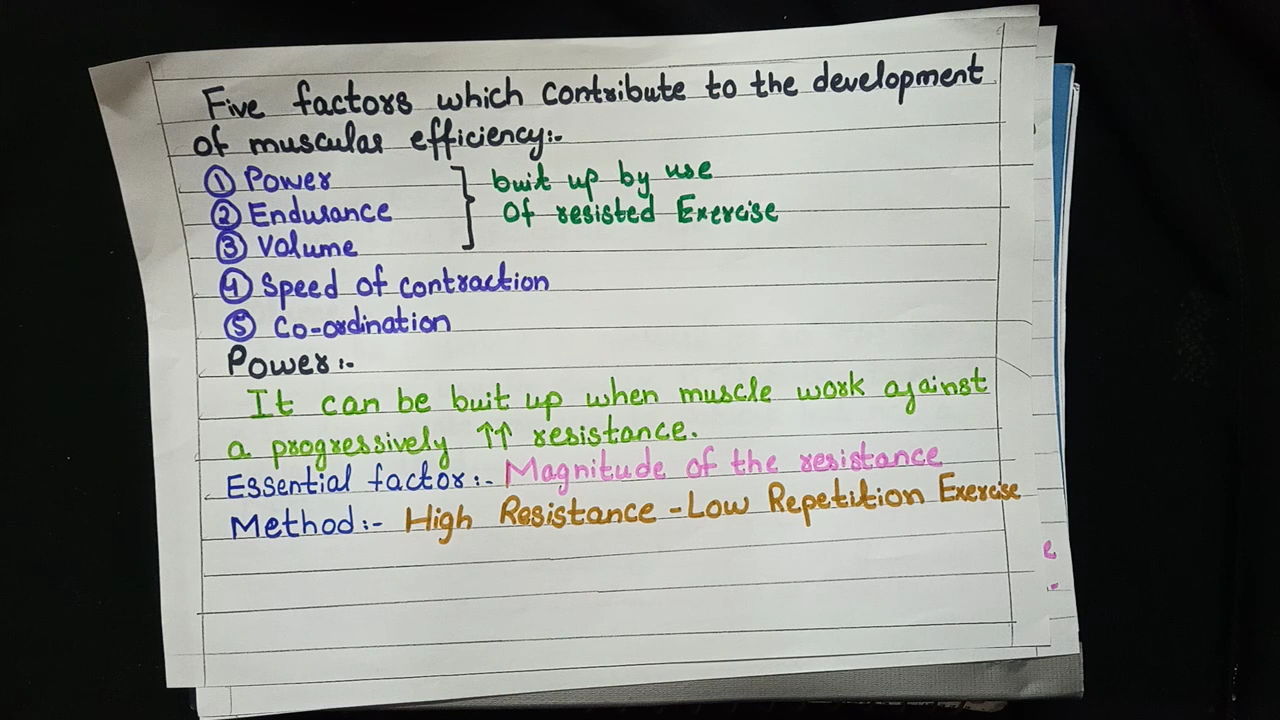 Five factors which contribute to the development
of muscular efficiency:-
① Power
② Endurance
③ Volume
buit up by use
Of resisted Exercise
④ Speed of contraction
⑤ Co-ordination
Power:-
It can be buit up when muscle work against
a progressively ↑↑ resistance.
Essential factor:- Magnitude of the resistance
Method:- High Resistance - Low Repetition Exercise
e